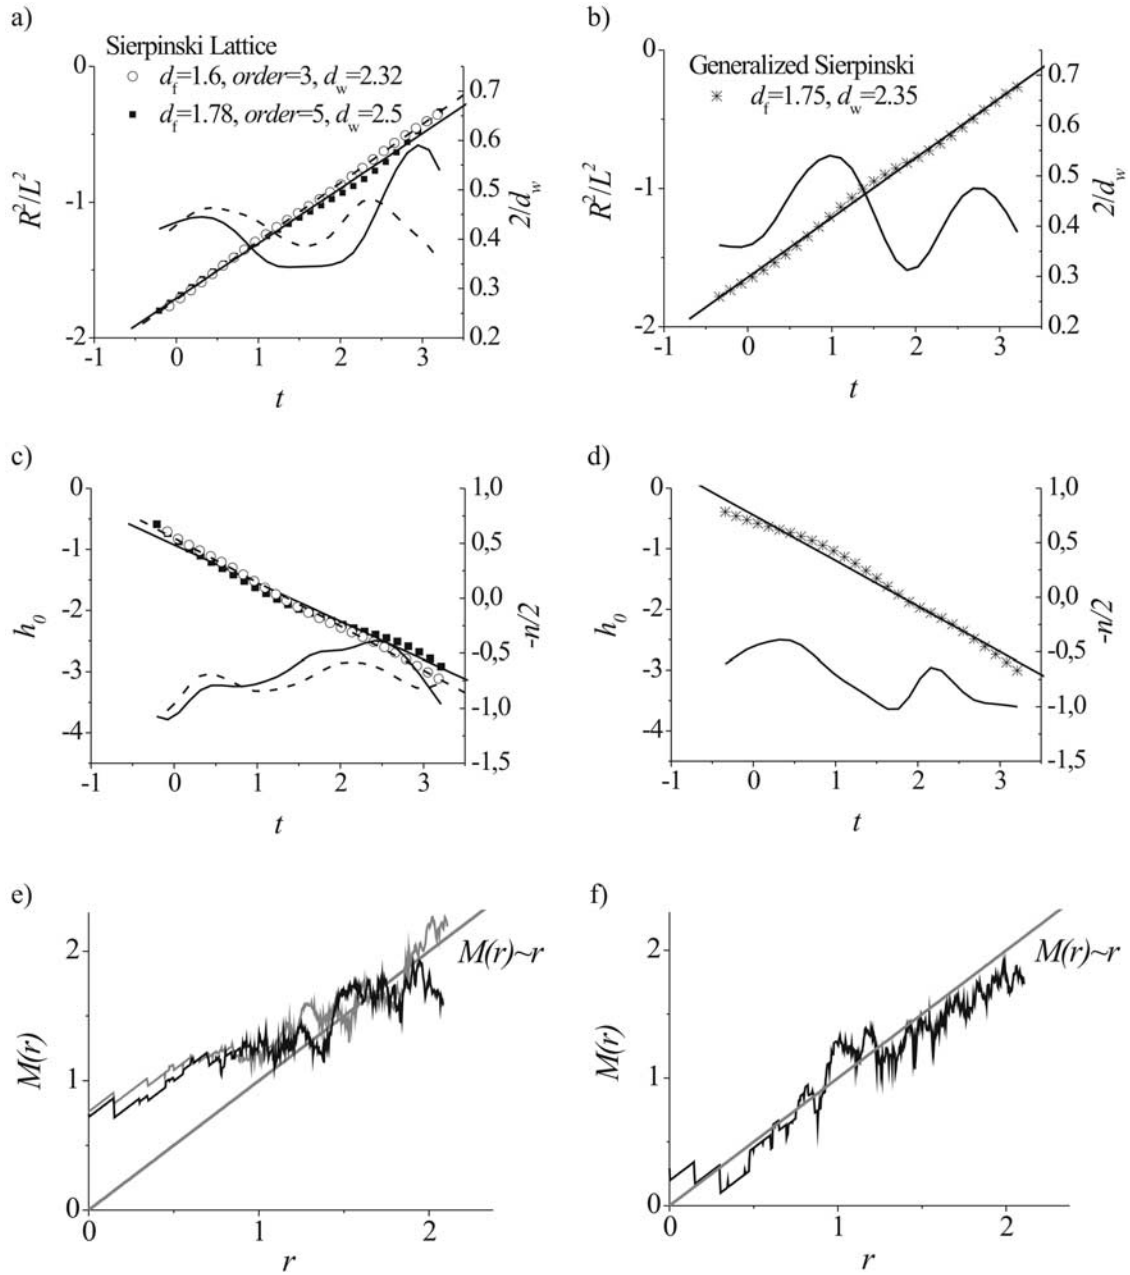 a)
Sierpinski Lattice
d_f=1.6, order=3, d_w=2.32
d_f=1.78, order=5, d_w=2.5
0
-1
-2
R²/L²
0.7
0.6
0.5
0.4
0.3
0.2
2/d_w
-1 0 1 2 3
t
b)
Generalized Sierpinski
d_f=1.75, d_w=2.35
0
-1
-2
R²/L²
0.7
0.6
0.5
0.4
0.3
0.2
2/d_w
-1 0 1 2 3
t
c)
0
-1
-2
-3
-4
h₀
1,0
0,5
0,0
-0,5
-1,0
-1,5
-n/2
-1 0 1 2 3
t
d)
0
-1
-2
-3
-4
h₀
1,0
0,5
0,0
-0,5
-1,0
-1,5
-n/2
-1 0 1 2 3
t
e)
2
1
0
M(r)
M(r)~r
0 1 2
r
f)
2
1
0
M(r)
M(r)~r
0 1 2
r